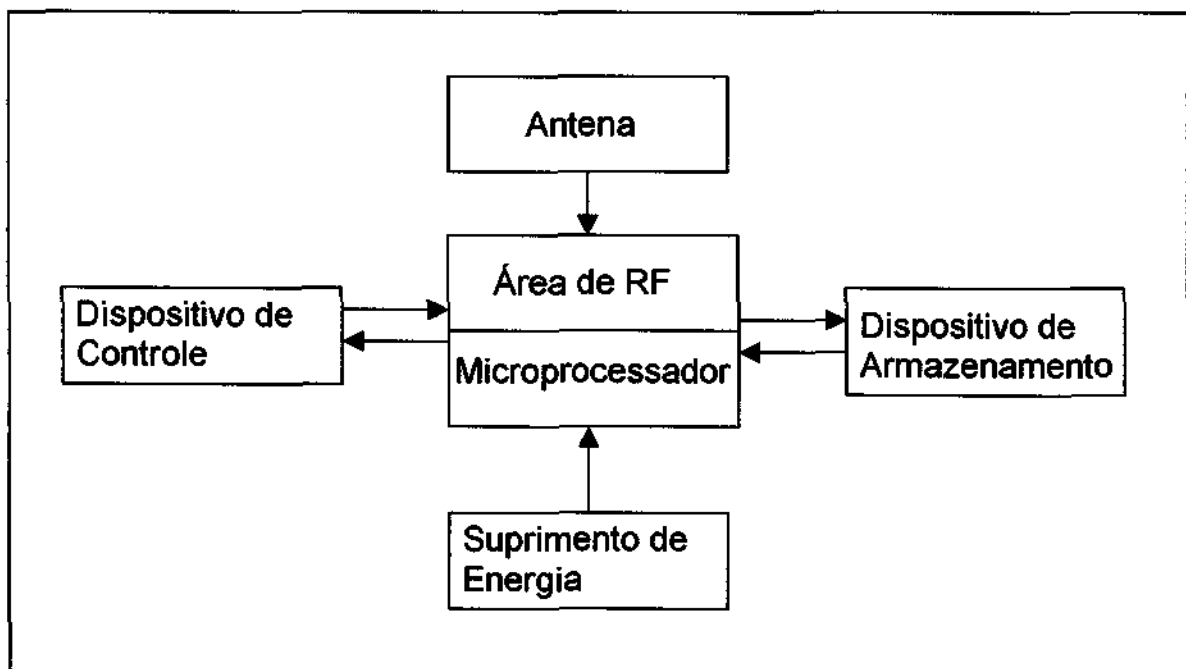 Antena
Área de RF
Dispositivo de
Controle
Microprocessador
Dispositivo de
Armazenamento
Suprimento de
Energia